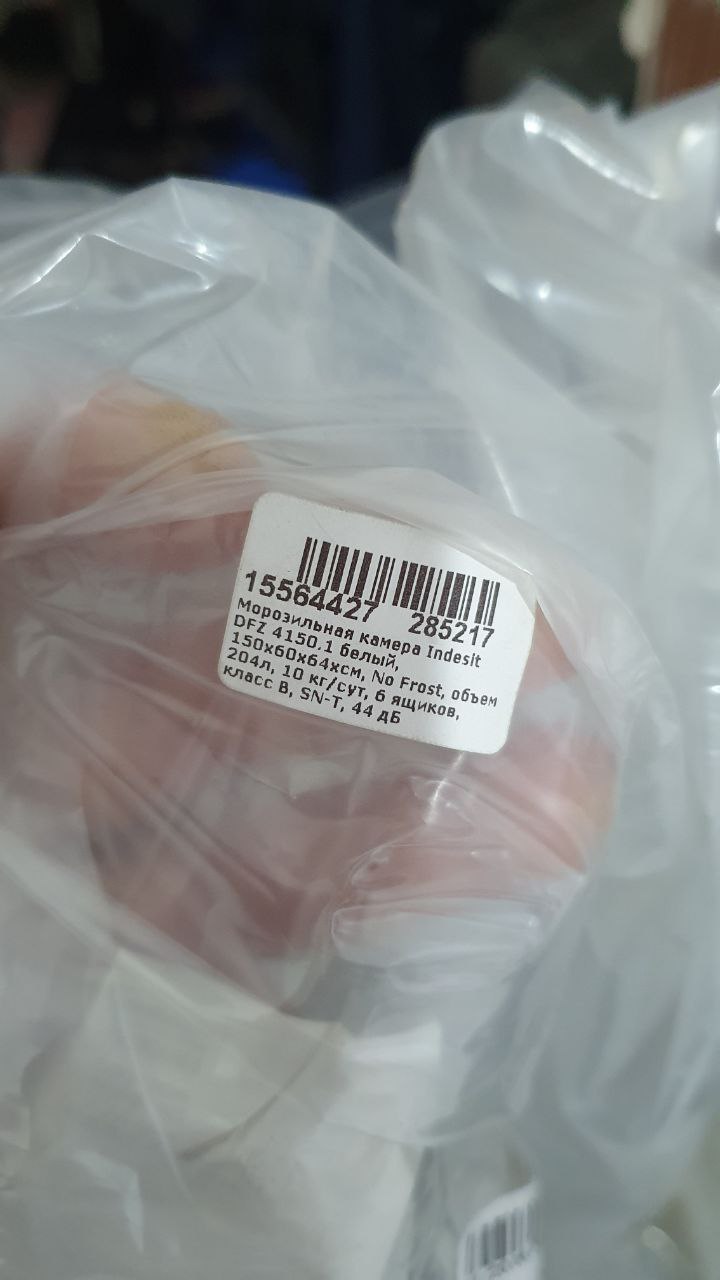 15564427 285217
Морозильная камера Indesit
DFZ 4150.1 белый,
150х60х64хсм, No Frost, объем
204л, 10 кг/сут, 6 ящиков,
класс В, SN-T, 44 дБ